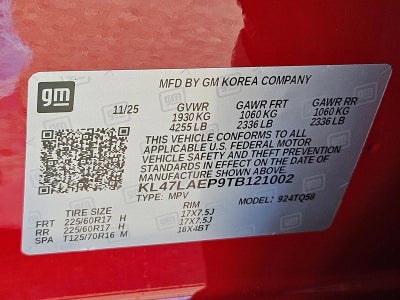 gm
MFD BY GM KOREA COMPANY
11/25 GVWR GAWR FRT GAWR RR
1930 KG 1060 KG 1060 KG
4255 LB 2336 LB 2336 LB
THIS VEHICLE CONFORMS TO ALL
APPLICABLE U.S. FEDERAL MOTOR
VEHICLE SAFETY AND THEFT PREVENTION
STANDARDS IN EFFECT ON THE DATE OF
MANUFACTURE SHOWN ABOVE.
KL47LAEP9TB121002
TYPE: MPV MODEL: 924TQ58
TIRE SIZE RIM
FRT 225/60R17 H 17X7.5J
RR 225/60R17 H 17X7.5J
SPA T125/70R16 M 16X4BT